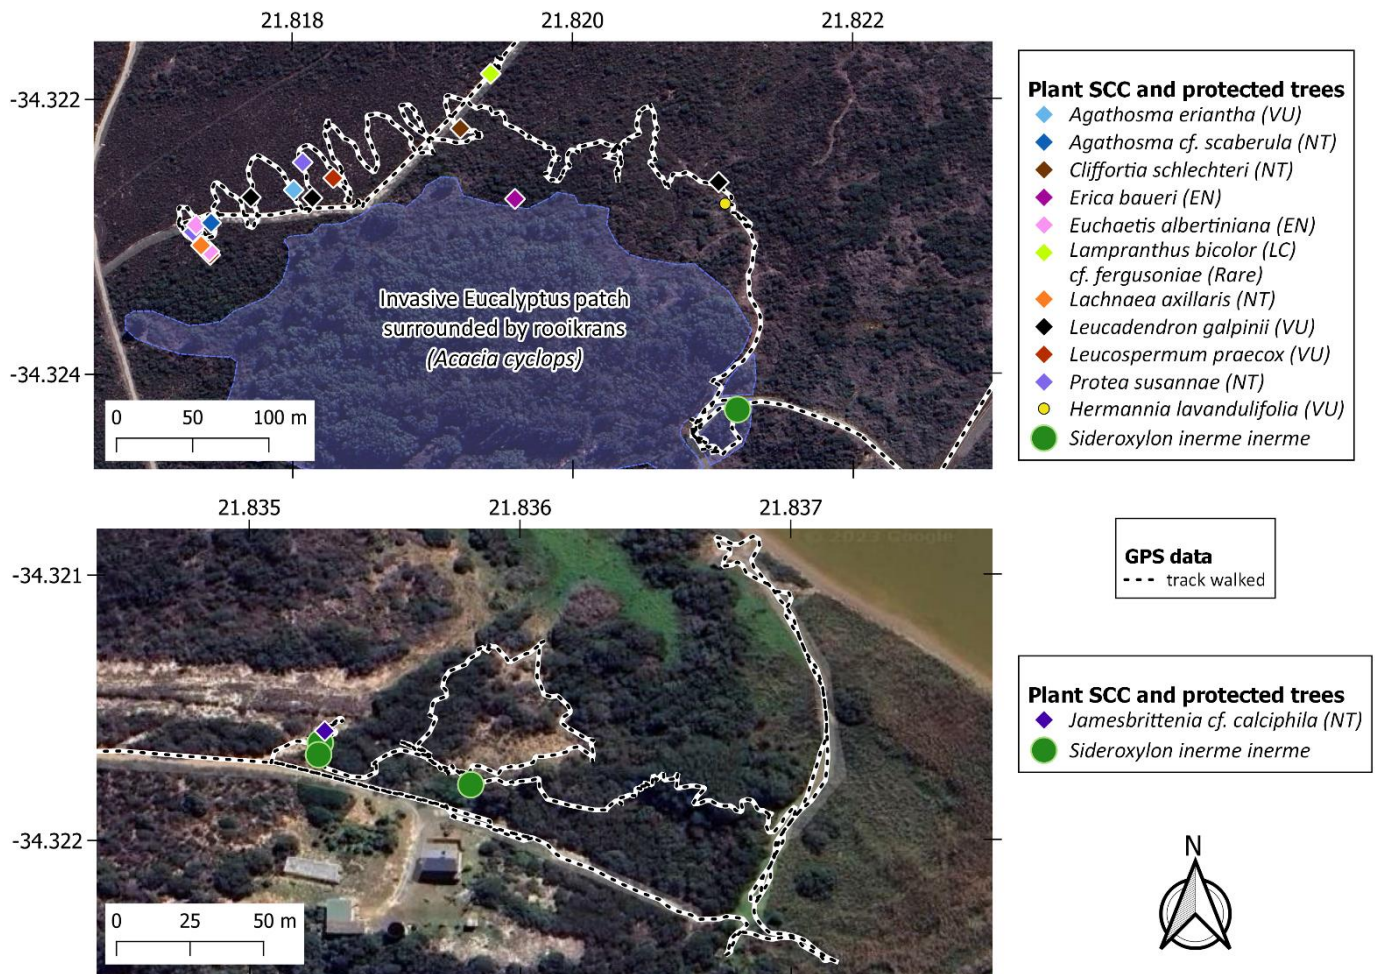 21.818
21.820
21.822
-34.322
-34.324
Invasive Eucalyptus patch
surrounded by rooikrans
(Acacia cyclops)
0 50 100 m
Plant SCC and protected trees
Agathosma eriantha (VU)
Agathosma cf. scaberula (NT)
Cliffortia schlechteri (NT)
Erica baueri (EN)
Euchaetis albertiniana (EN)
Lampranthus bicolor (LC)
cf. fergusoniae (Rare)
Lachnaea axillaris (NT)
Leucadendron galpinii (VU)
Leucospermum praecox (VU)
Protea susannae (NT)
Hermannia lavandulifolia (VU)
Sideroxylon inerme inerme
21.835
21.836
21.837
-34.321
-34.322
© 2023 Google
0 25 50 m
GPS data
track walked
Plant SCC and protected trees
Jamesbrittenia cf. calciphila (NT)
Sideroxylon inerme inerme
N